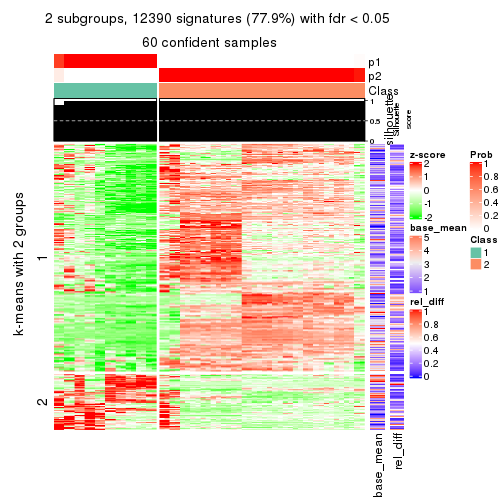 2 subgroups, 12390 signatures (77.9%) with fdr < 0.05
60 confident samples
p1
p2
Class
1
0.5
0
silhouette
Silhouette
score
k-means with 2 groups
1
2
base_mean
rel_diff
z-score
2
1
0
-1
-2
base_mean
5
4
3
2
1
rel_diff
1
0.8
0.6
0.4
0.2
0
Prob
1
0.8
0.6
0.4
0.2
0
Class
1
2